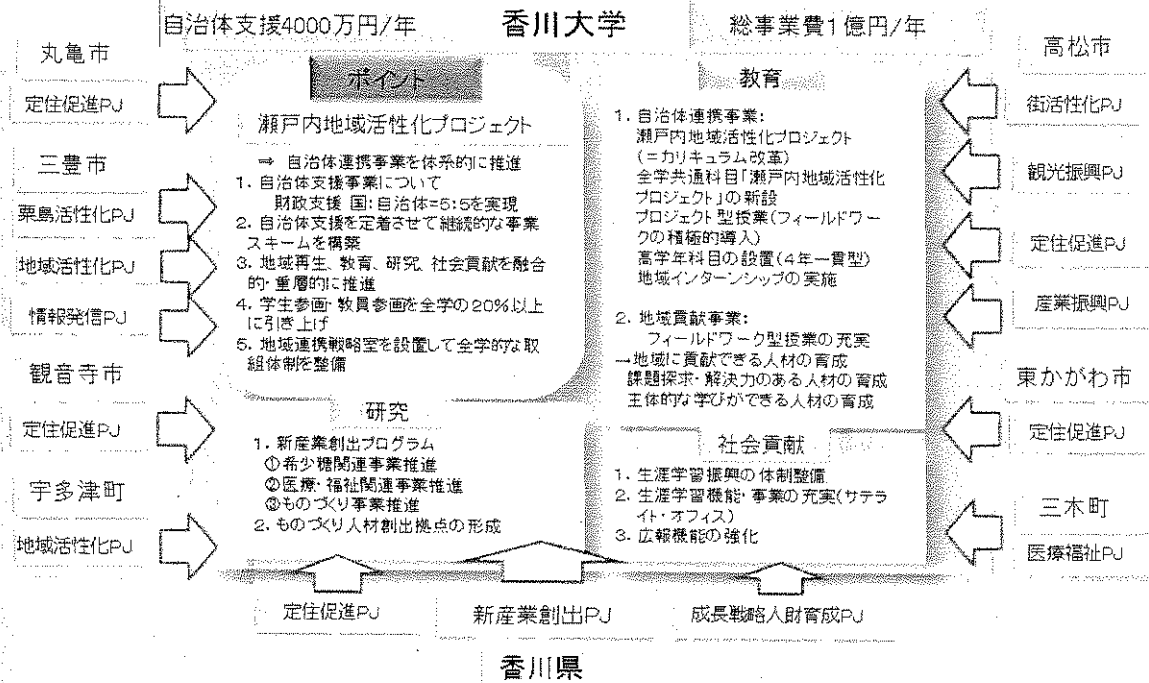 自治体支援4000万円/年
香川大学
総事業費1億円/年
丸亀市
定住促進PJ
三豊市
粟島活性化PJ
地域活性化PJ
情報発信PJ
観音寺市
定住促進PJ
宇多津町
地域活性化PJ
ポイント
瀬戸内地域活性化プロジェクト
⇒ 自治体連携事業を体系的に推進
1. 自治体支援事業について
財政支援 国:自治体=5:5を実現
2. 自治体支援を定着させて継続的な事業
スキームを構築
3. 地域再生、教育、研究、社会貢献を融合
的・重層的に推進
4. 学生参画・教員参画を全学の20%以上
に引き上げ
5. 地域連携戦略室を設置して全学的な取
組体制を整備
研究
1. 新産業創出プログラム
①希少糖関連事業推進
②医療・福祉関連事業推進
③ものづくり事業推進
2. ものづくり人材創出拠点の形成
教育
1. 自治体連携事業:
瀬戸内地域活性化プロジェクト
(=カリキュラム改革)
全学共通科目「瀬戸内地域活性化
プロジェクト」の新設
プロジェクト型授業(フィールドワー
クの積極的導入)
高学年科目の設置(4年一貫型)
地域インターンシップの実施
2. 地域貢献事業:
フィールドワーク型授業の充実
→地域に貢献できる人材の育成
課題探求・解決力のある人材の育成
主体的な学びができる人材の育成
社会貢献
1. 生涯学習振興の体制整備
2. 生涯学習機能・事業の充実(サテラ
イト・オフィス)
3. 広報機能の強化
高松市
街活性化PJ
観光振興PJ
定住促進PJ
産業振興PJ
東かがわ市
定住促進PJ
三木町
医療福祉PJ
定住促進PJ
新産業創出PJ
成長戦略人財育成PJ
香川県